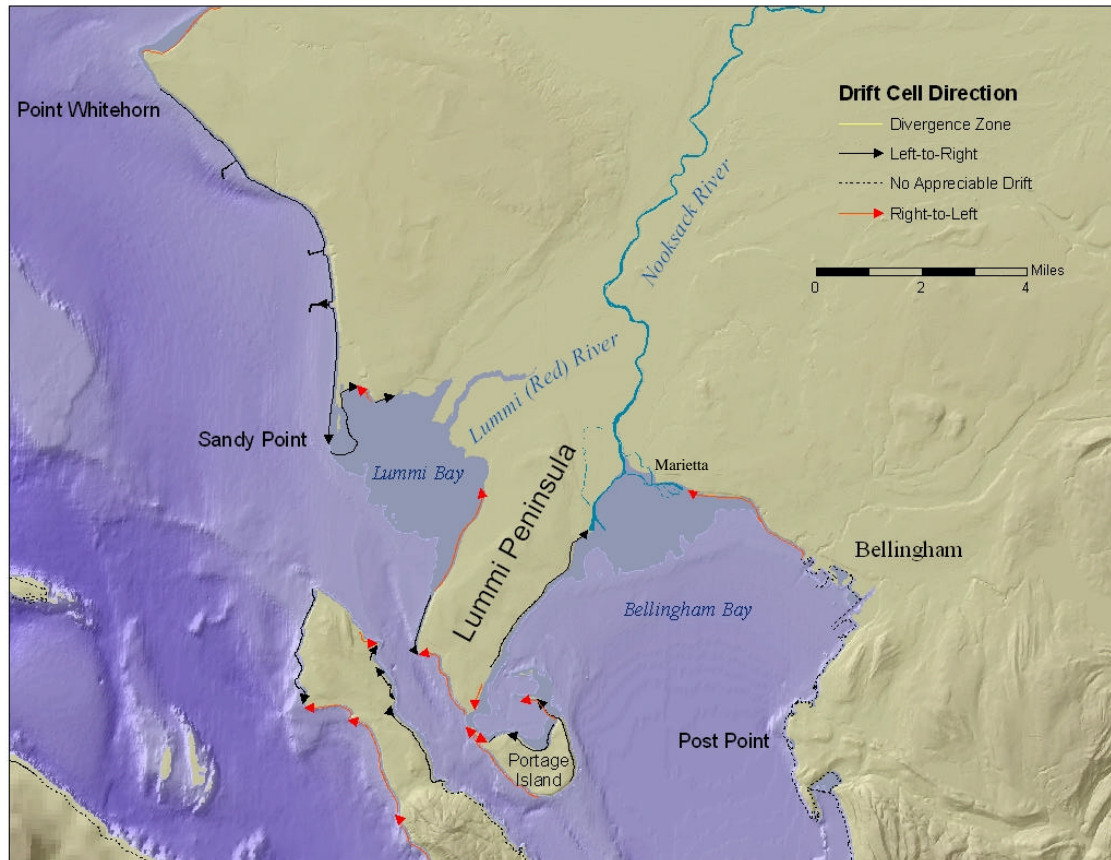 Point Whitehorn
Drift Cell Direction
Divergence Zone
Left-to-Right
No Appreciable Drift
Right-to-Left
Miles
0 2 4
Nooksack River
Lummi (Red) River
Sandy Point
Lummi Bay
Lummi Peninsula
Marietta
Bellingham
Bellingham Bay
Post Point
Portage
Island